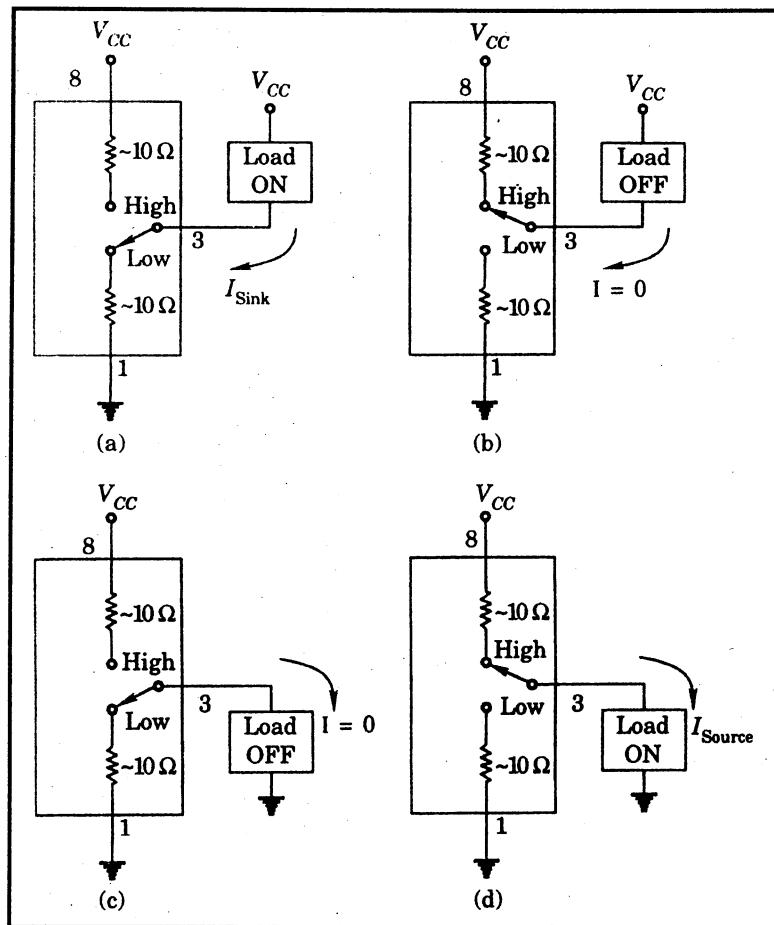 V_CC
8
V_CC
~10 Ω
Load
ON
High
3
Low
I_Sink
~10 Ω
1
(a)
V_CC
8
V_CC
~10 Ω
Load
OFF
High
3
Low
I = 0
~10 Ω
1
(b)
V_CC
8
~10 Ω
High
3
Low
Load
OFF
I = 0
~10 Ω
1
(c)
V_CC
8
~10 Ω
High
3
Low
Load
ON
I_Source
~10 Ω
1
(d)